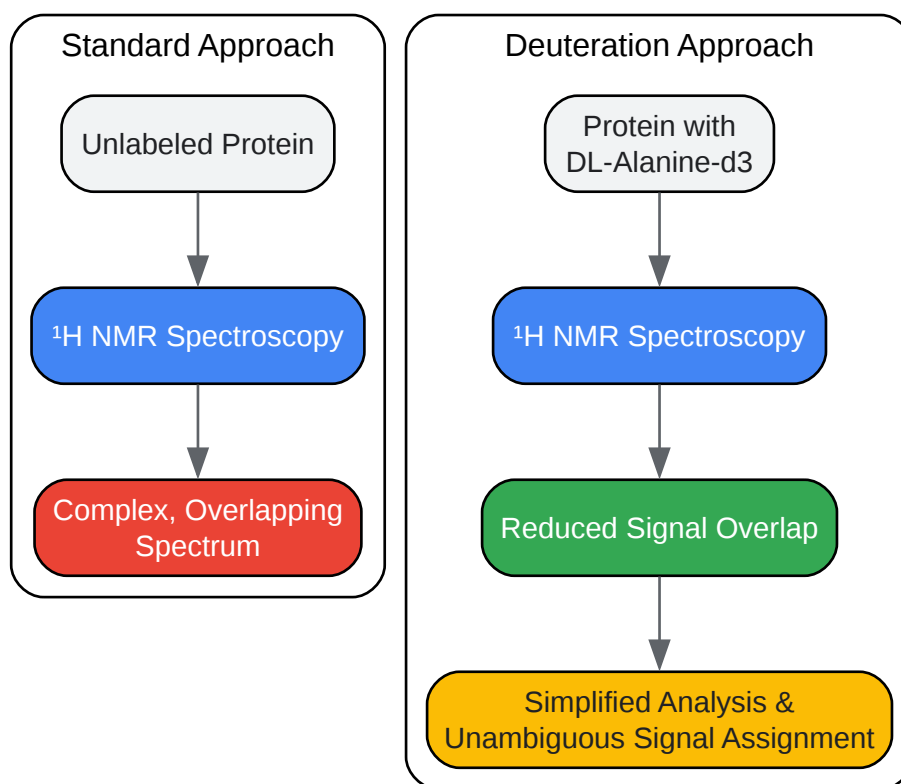 Standard Approach
Unlabeled Protein
¹H NMR Spectroscopy
Complex, Overlapping
Spectrum
Deuteration Approach
Protein with
DL-Alanine-d3
¹H NMR Spectroscopy
Reduced Signal Overlap
Simplified Analysis &
Unambiguous Signal Assignment